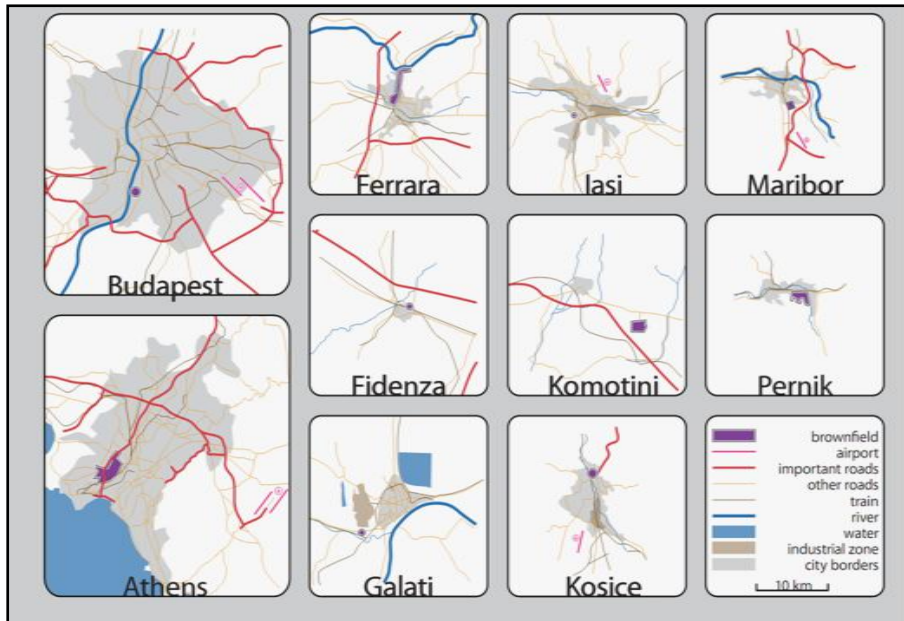 Budapest
Ferrara
Iasi
Maribor
Fidenza
Komotini
Pernik
Athens
Galati
Kosice
brownfield
airport
important roads
other roads
train
river
water
industrial zone
city borders
10 km